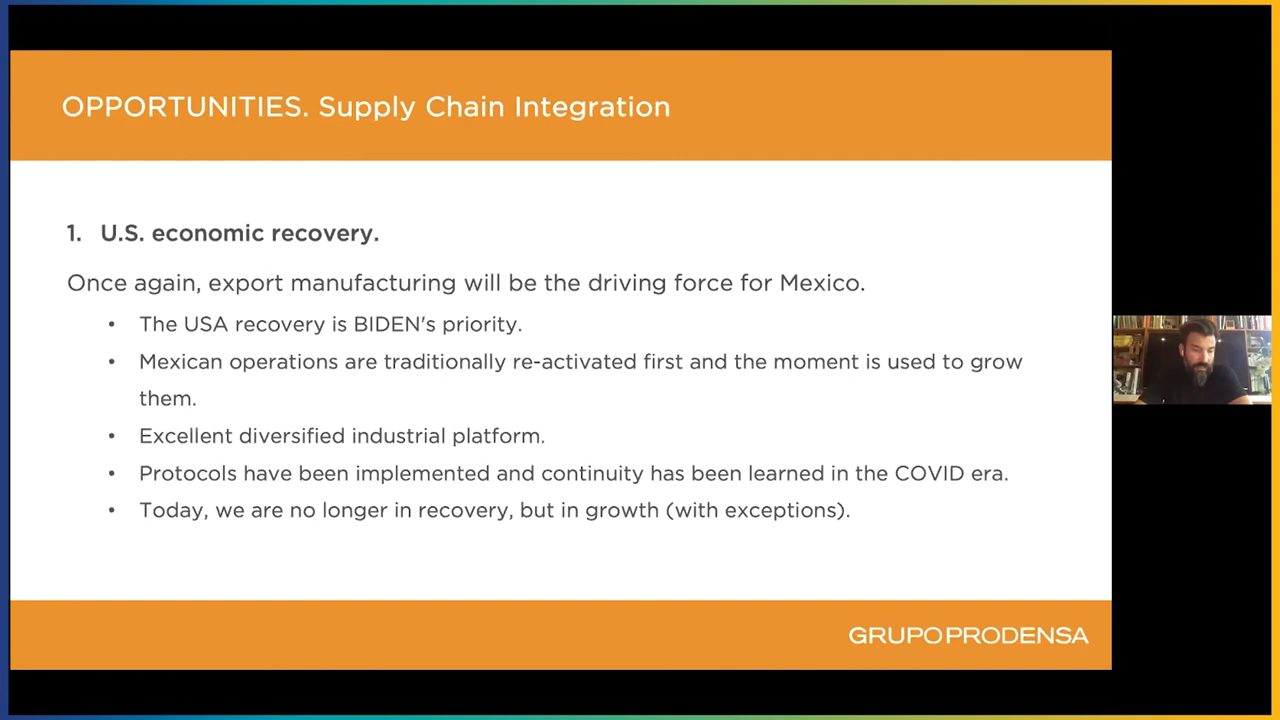 OPPORTUNITIES. Supply Chain Integration
1. U.S. economic recovery.
Once again, export manufacturing will be the driving force for Mexico.
• The USA recovery is BIDEN's priority.
• Mexican operations are traditionally re-activated first and the moment is used to grow
them.
• Excellent diversified industrial platform.
• Protocols have been implemented and continuity has been learned in the COVID era.
• Today, we are no longer in recovery, but in growth (with exceptions).
GRUPOPRODENSA